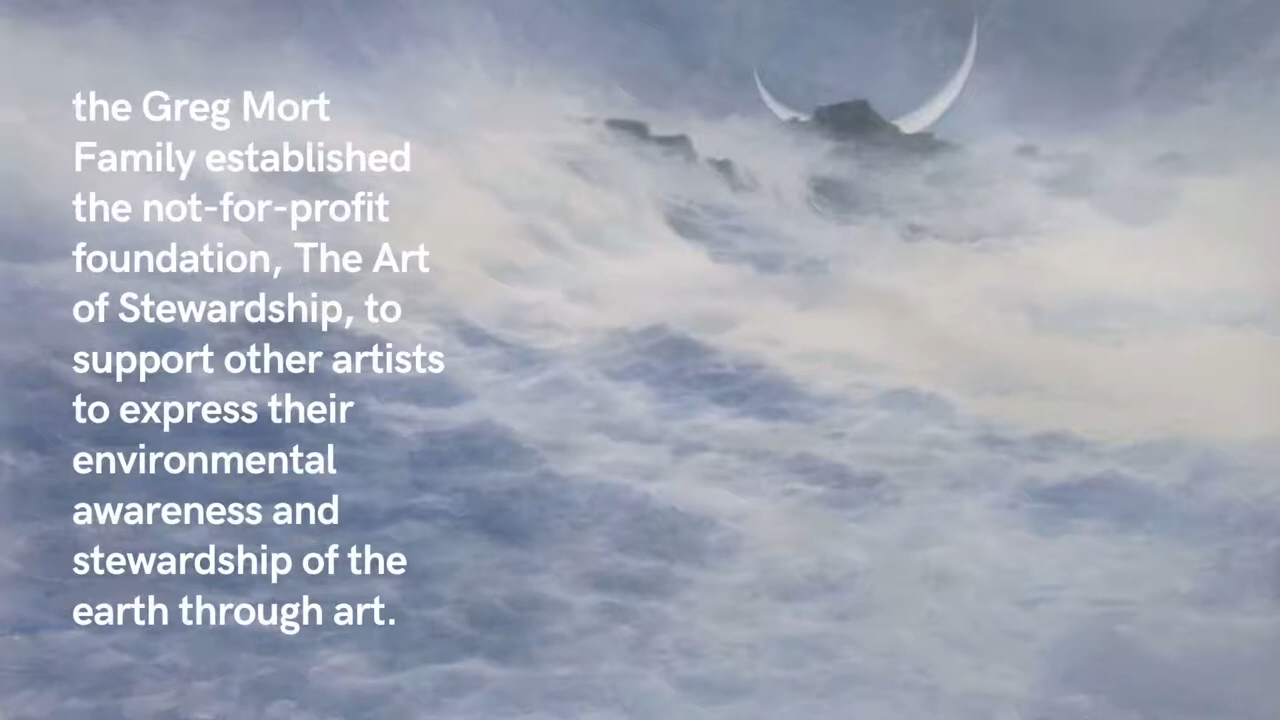 the Greg Mort
Family established
the not-for-profit
foundation, The Art
of Stewardship, to
support other artists
to express their
environmental
awareness and
stewardship of the
earth through art.